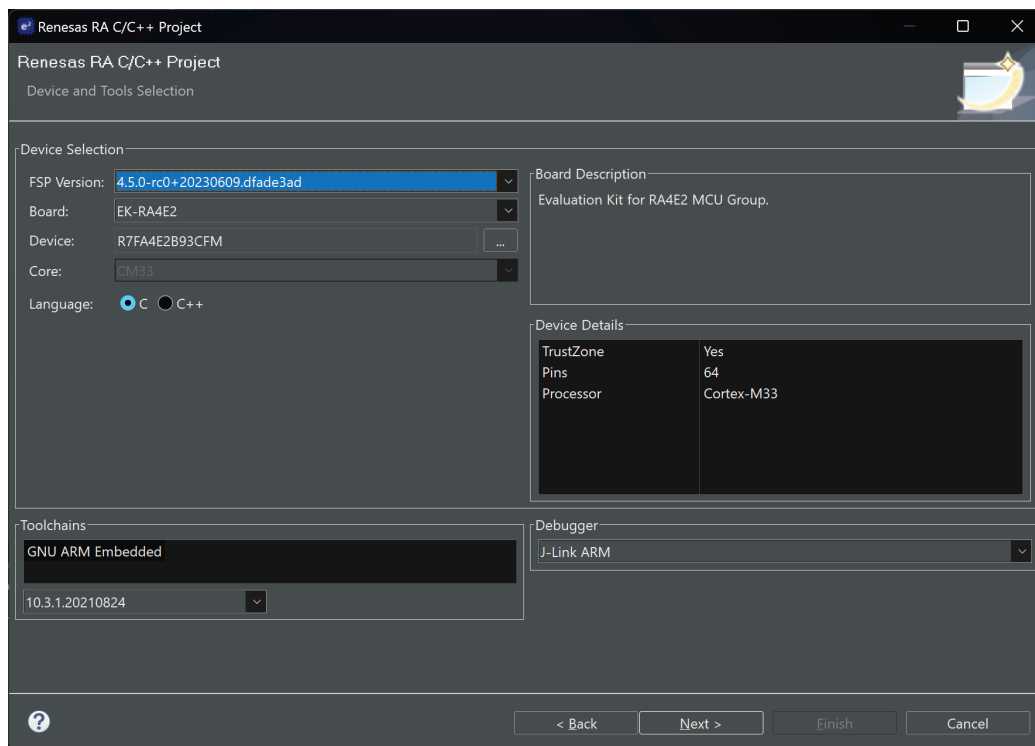 e² Renesas RA C/C++ Project
Renesas RA C/C++ Project
Device and Tools Selection
Device Selection
FSP Version: 4.5.0-rc0+20230609.dfade3ad
Board: EK-RA4E2
Device: R7FA4E2B93CFM ...
Core: CM33
Language: C C++
Board Description
Evaluation Kit for RA4E2 MCU Group.
Device Details
TrustZone Yes
Pins 64
Processor Cortex-M33
Toolchains
GNU ARM Embedded
10.3.1.20210824
Debugger
J-Link ARM
? < Back Next > Finish Cancel